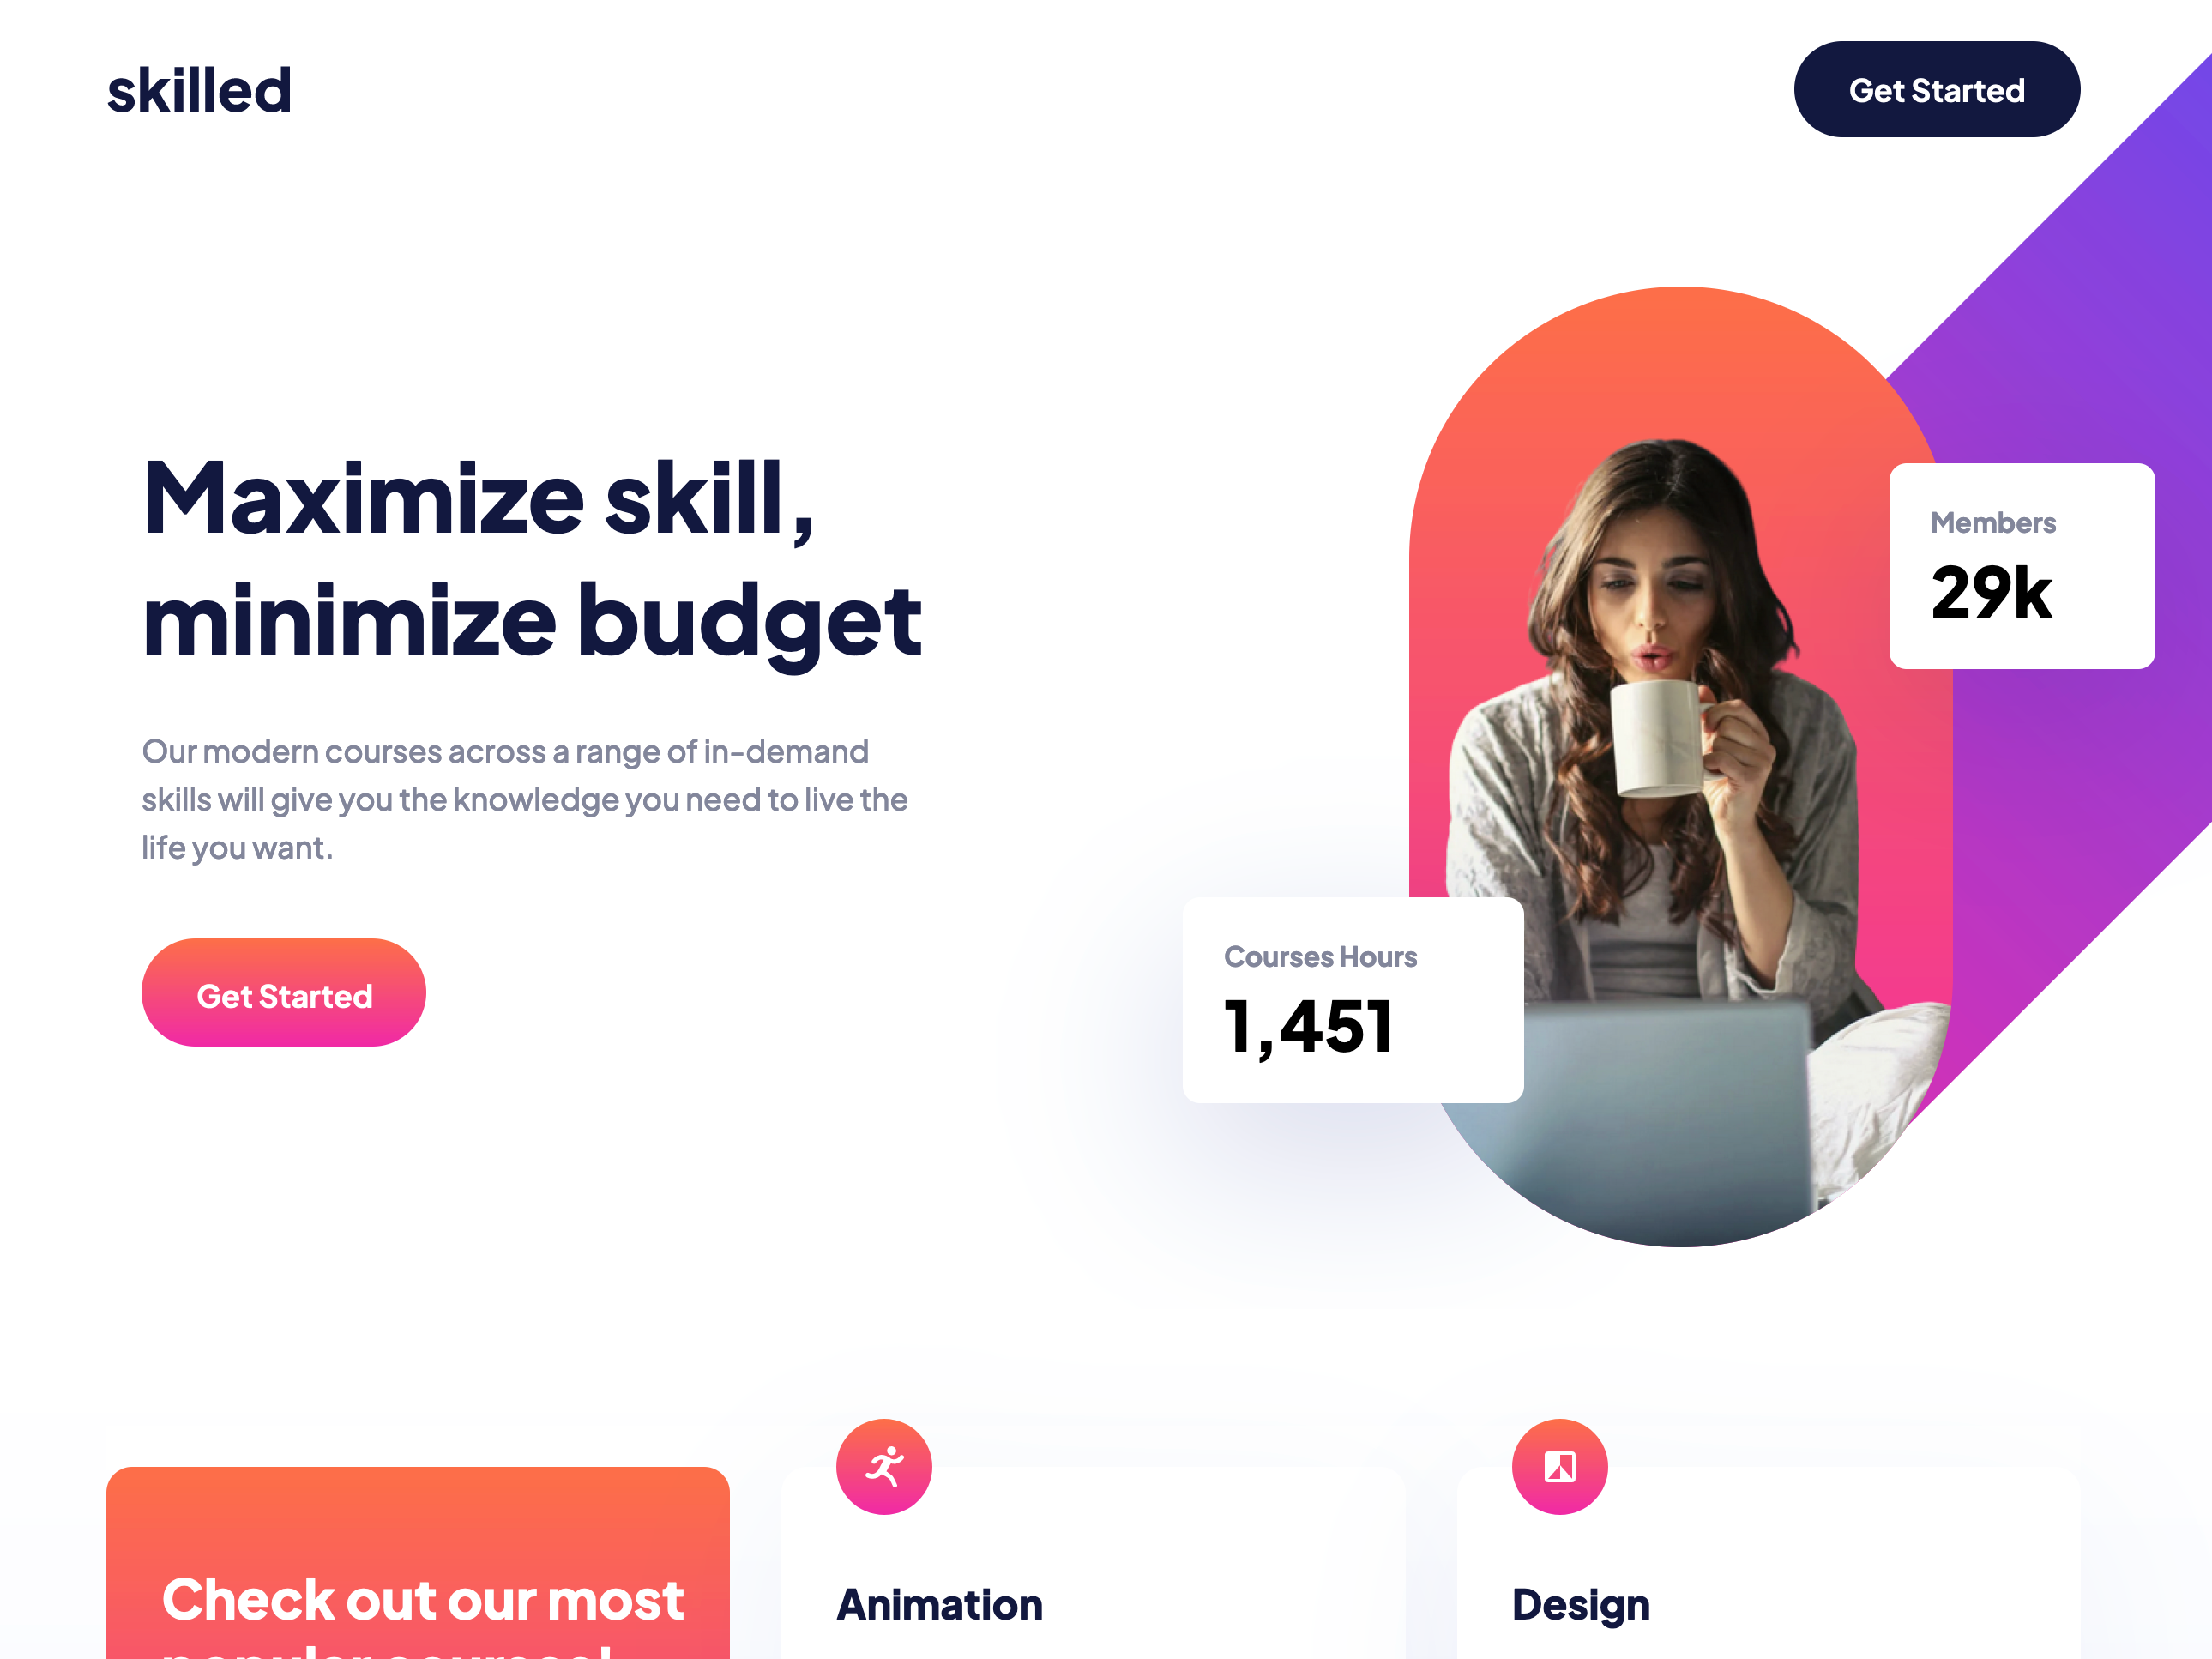 skilled
Get Started
Maximize skill,
minimize budget
Our modern courses across a range of in-demand
skills will give you the knowledge you need to live the
life you want.
Get Started
Members
29k
Courses Hours
1,451
Check out our most
popular courses!
Animation
Design